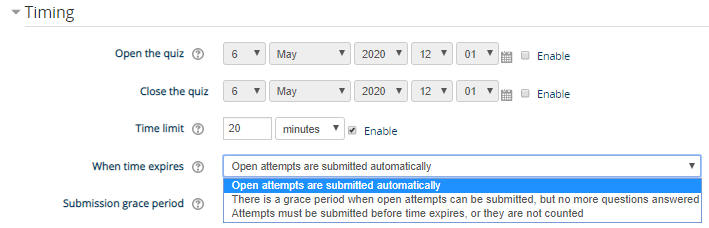 Timing
Open the quiz 6 May 2020 12 01 Enable
Close the quiz 6 May 2020 12 01 Enable
Time limit 20 minutes Enable
When time expires Open attempts are submitted automatically
Open attempts are submitted automatically
There is a grace period when open attempts can be submitted, but no more questions answered
Submission grace period Attempts must be submitted before time expires, or they are not counted